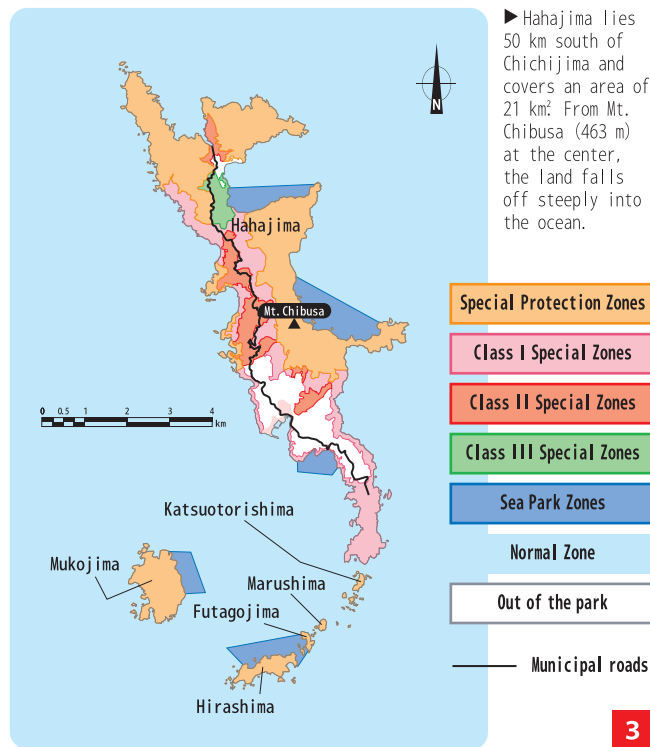 ▶ Hahajima lies
50 km south of
Chichijima and
covers an area of
21 km². From Mt.
Chibusa (463 m)
at the center,
the land falls
off steeply into
the ocean.
N
Hahajima
Mt. Chibusa
Special Protection Zones
Class I Special Zones
Class II Special Zones
Class III Special Zones
Sea Park Zones
Normal Zone
Out of the park
Municipal roads
0 0.5 1 2 3 4
km
Katsuotorishima
Mukojima
Marushima
Futagojima
Hirashima
3